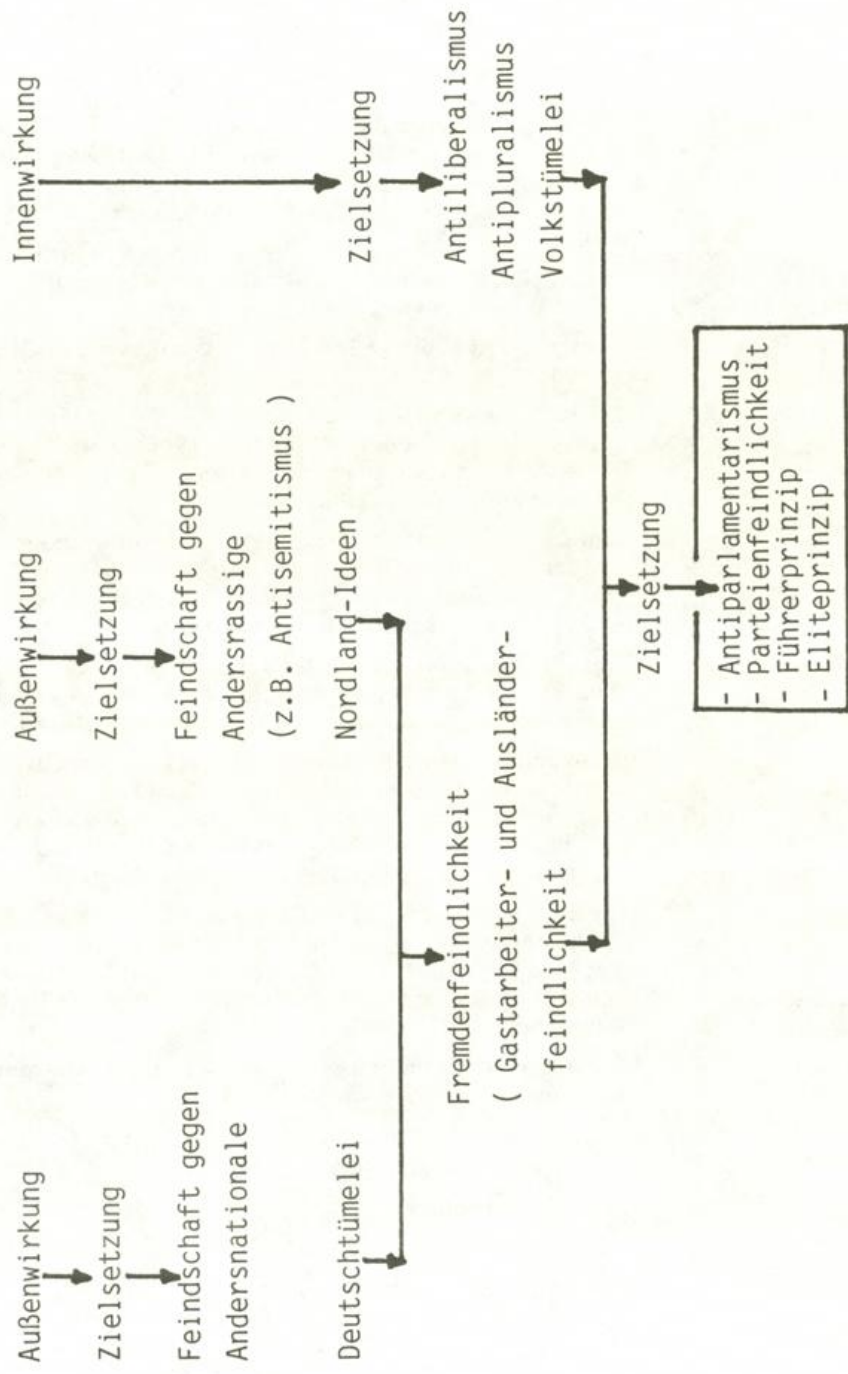 Außenwirkung
Zielsetzung
Feindschaft gegen
Andersnationale
Deutschtümelei
Außenwirkung
Zielsetzung
Feindschaft gegen
Andersrassige
(z.B. Antisemitismus )
Nordland-Ideen
Fremdenfeindlichkeit
( Gastarbeiter- und Ausländer-
feindlichkeit
Innenwirkung
Zielsetzung
Antiliberalismus
Antipluralismus
Volkstümelei
Zielsetzung
- Antiparlamentarismus
- Parteienfeindlichkeit
- Führerprinzip
- Eliteprinzip